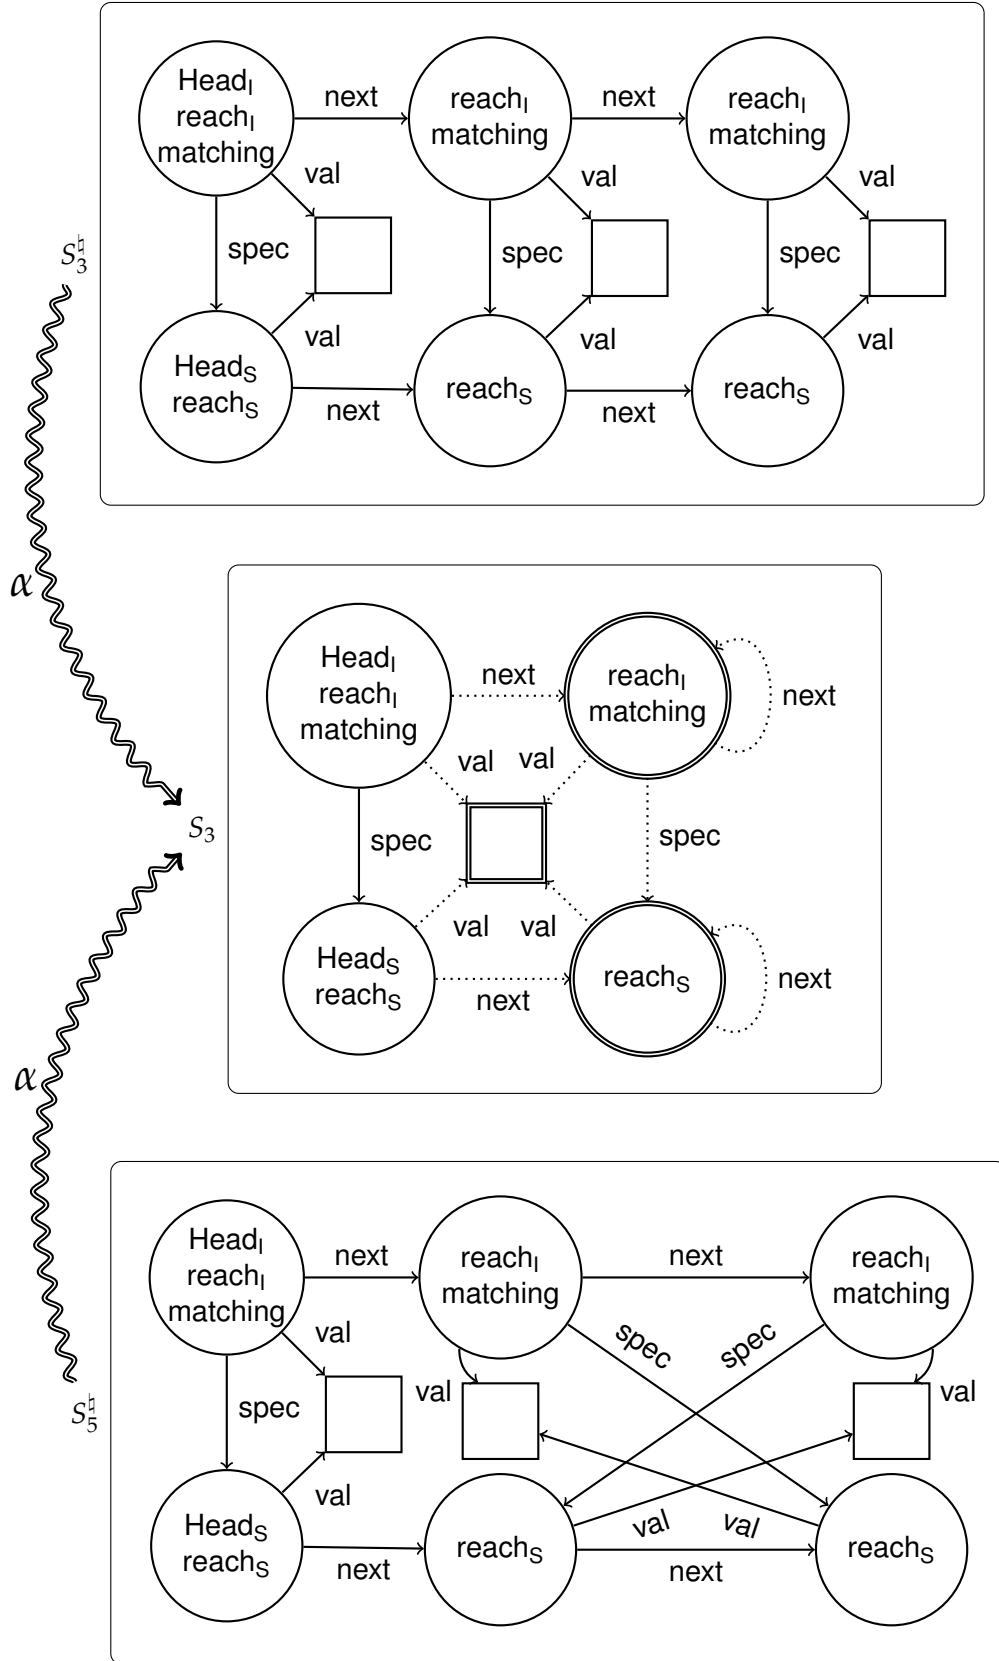 Head_I
reach_I
matching
next
reach_I
matching
next
reach_I
matching
val
val
val
spec
spec
spec
S_3^♮
val
val
val
Head_S
reach_S
next
reach_S
next
reach_S
α
Head_I
reach_I
matching
next
reach_I
matching
next
val
val
spec
spec
S_3
val
val
Head_S
reach_S
next
reach_S
next
α
Head_I
reach_I
matching
next
reach_I
matching
next
reach_I
matching
val
spec
spec
val
val
spec
S_5^♮
val
val
val
Head_S
reach_S
next
reach_S
next
reach_S